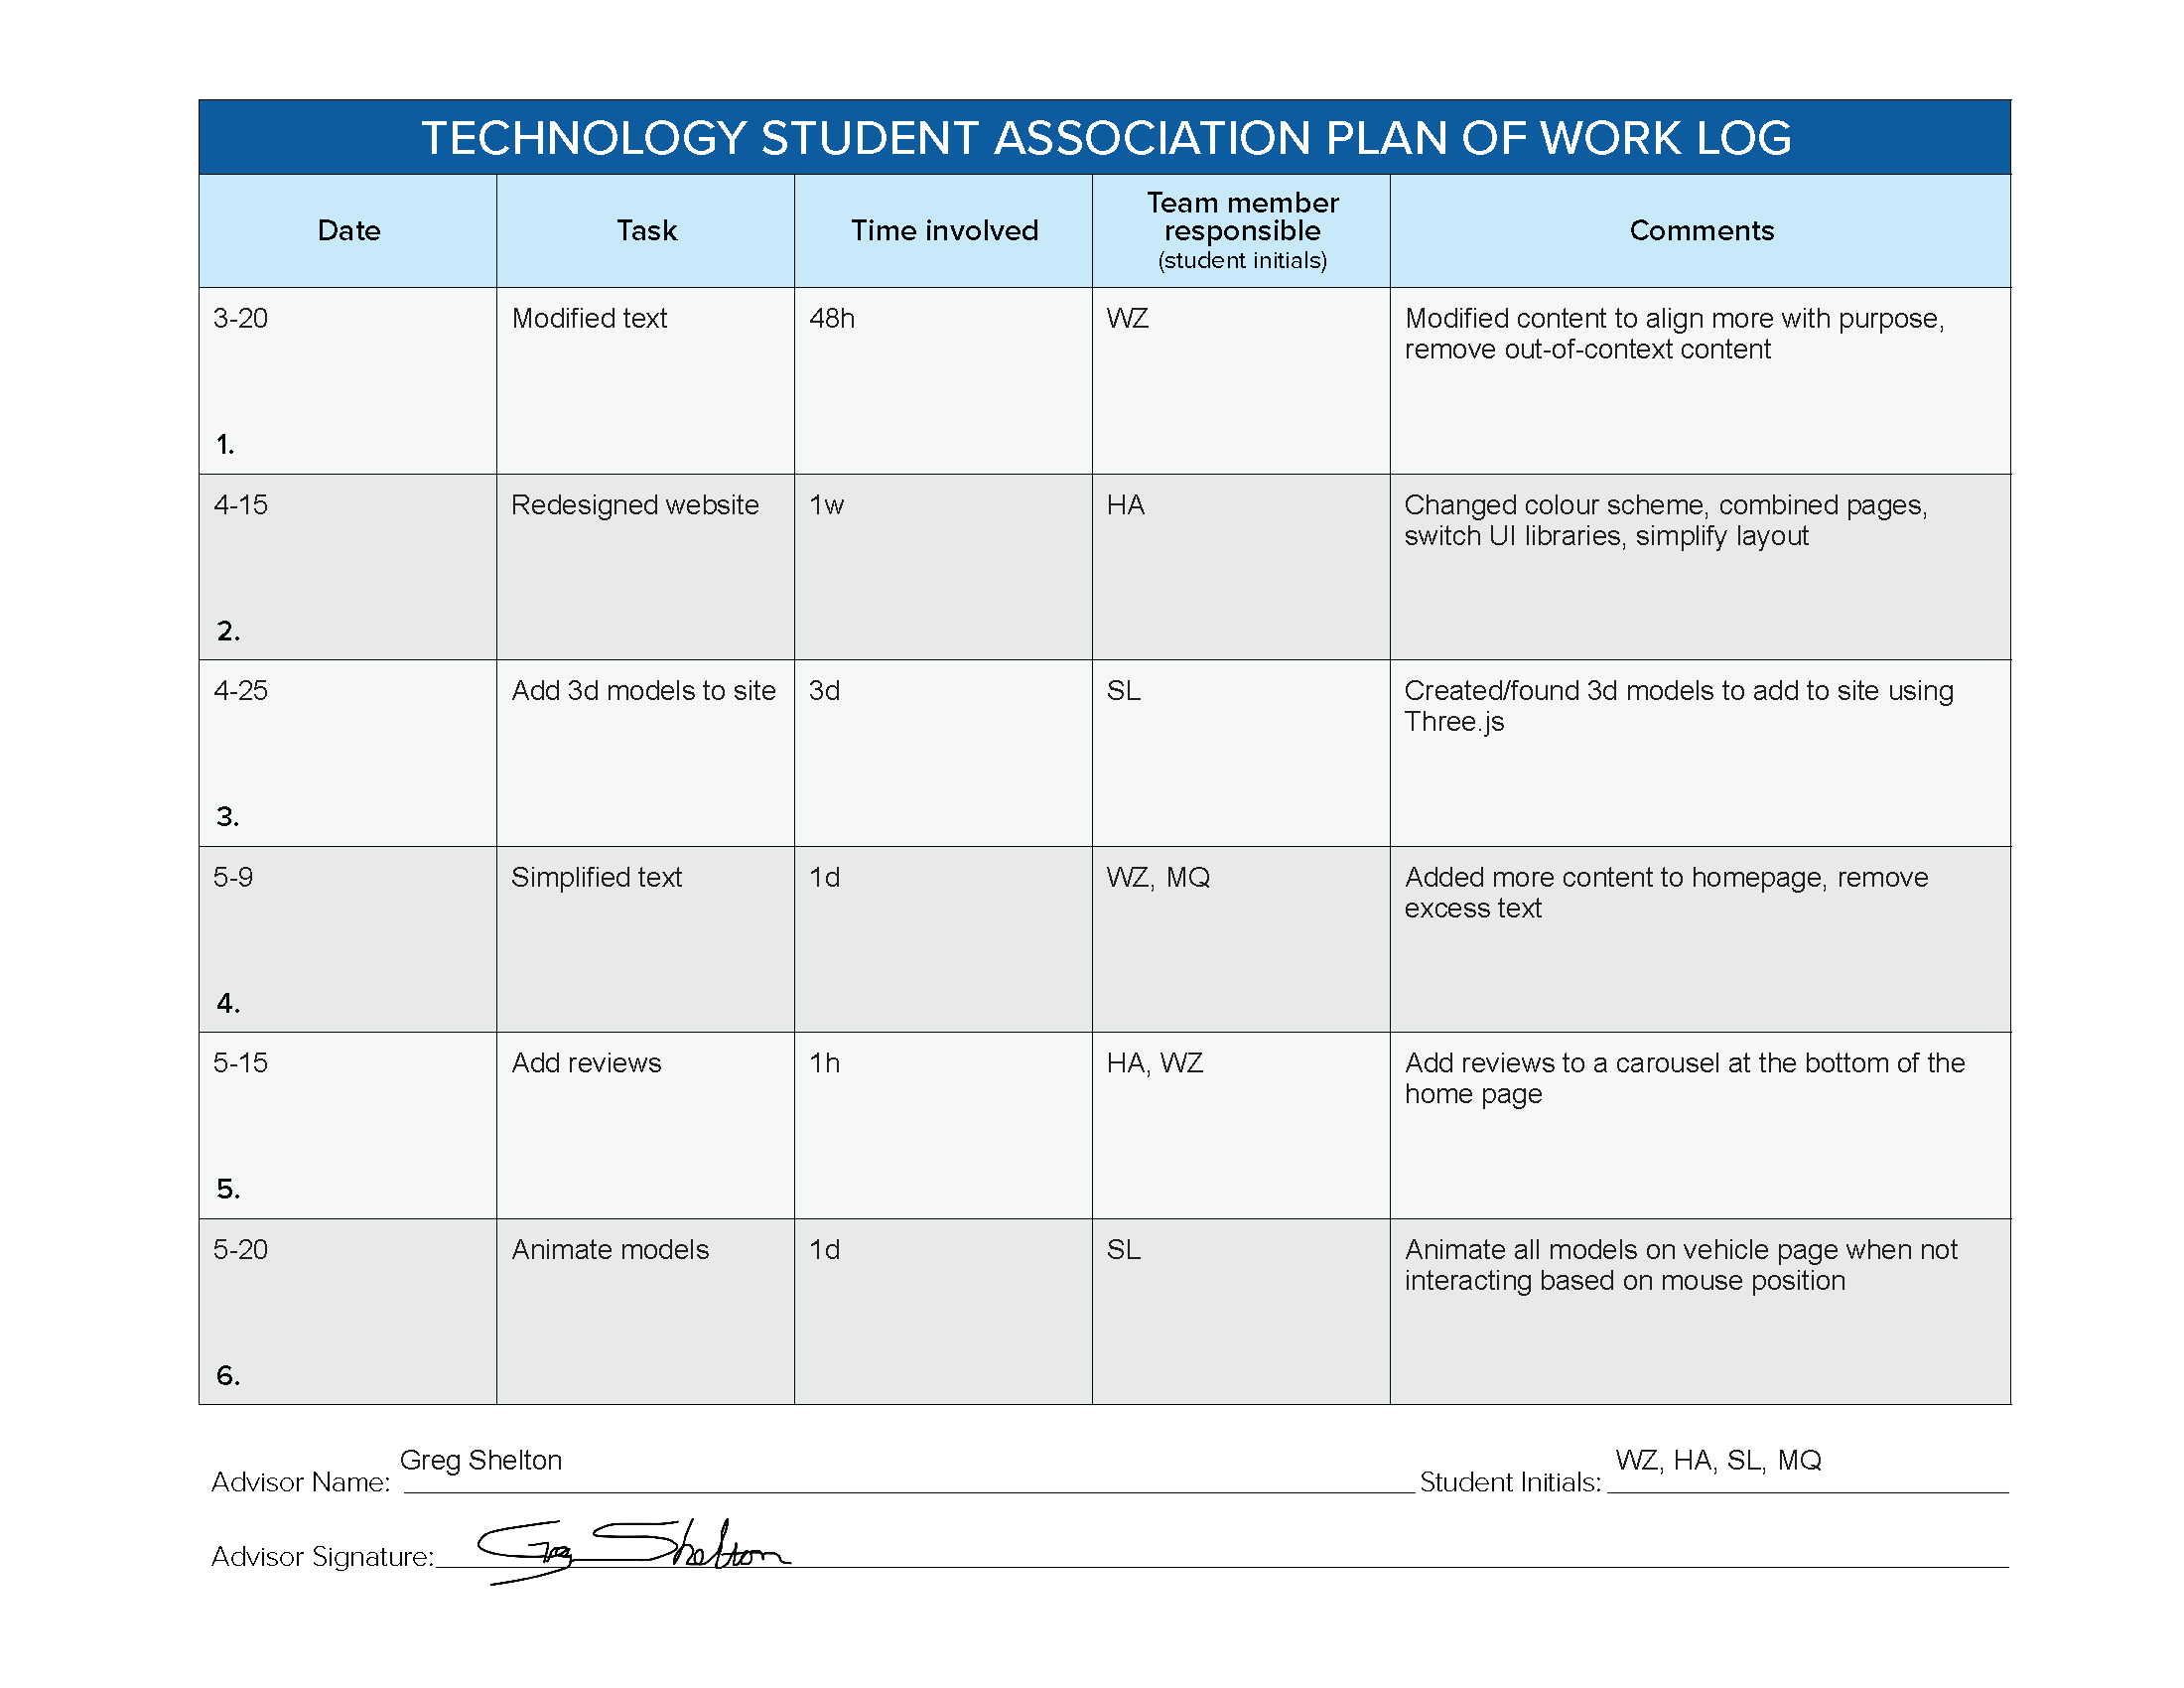 TECHNOLOGY STUDENT ASSOCIATION PLAN OF WORK LOG
Date Task Time involved Team member responsible (student initials) Comments
3-20 Modified text 48h WZ Modified content to align more with purpose,
remove out-of-context content
1.
4-15 Redesigned website 1w HA Changed colour scheme, combined pages,
switch UI libraries, simplify layout
2.
4-25 Add 3d models to site 3d SL Created/found 3d models to add to site using
Three.js
3.
5-9 Simplified text 1d WZ, MQ Added more content to homepage, remove
excess text
4.
5-15 Add reviews 1h HA, WZ Add reviews to a carousel at the bottom of the
home page
5.
5-20 Animate models 1d SL Animate all models on vehicle page when not
interacting based on mouse position
6.
Advisor Name: Greg Shelton Student Initials: WZ, HA, SL, MQ
Advisor Signature: Greg Shelton